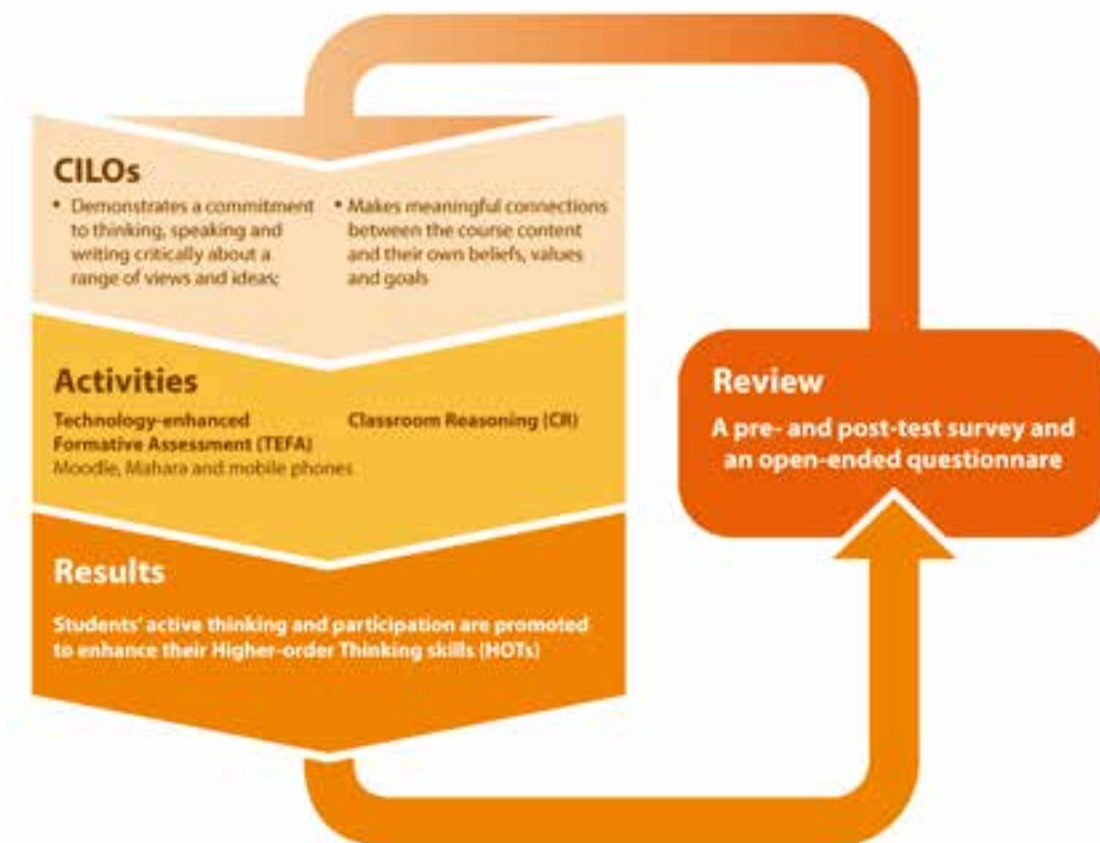 CILOs
• Demonstrates a commitment
to thinking, speaking and
writing critically about a
range of views and ideas;
• Makes meaningful connections
between the course content
and their own beliefs, values
and goals
Activities
Technology-enhanced
Formative Assessment (TEFA)
Moodle, Mahara and mobile phones
Classroom Reasoning (CR)
Results
Students' active thinking and participation are promoted
to enhance their Higher-order Thinking skills (HOTs)
Review
A pre- and post-test survey and
an open-ended questionnare